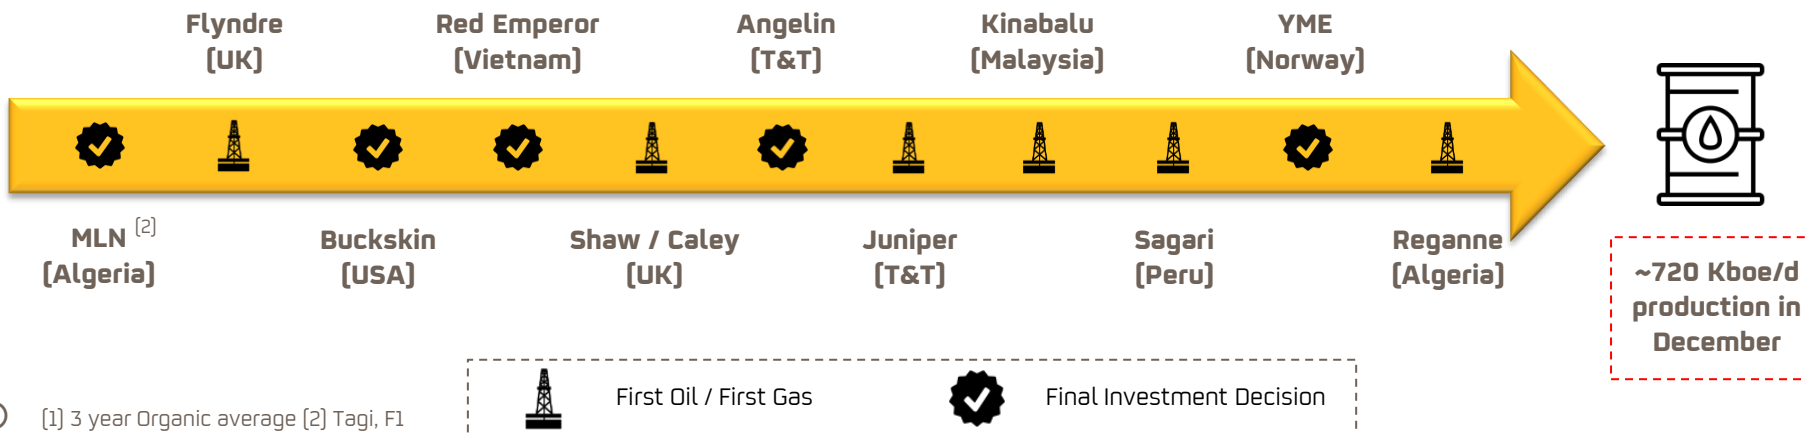 Flyndre
(UK)
Red Emperor
(Vietnam)
Angelin
(T&T)
Kinabalu
(Malaysia)
YME
(Norway)
MLN (2)
(Algeria)
Buckskin
(USA)
Shaw / Caley
(UK)
Juniper
(T&T)
Sagari
(Peru)
Reganne
(Algeria)
~720 Kboe/d
production in
December
First Oil / First Gas
Final Investment Decision
(1) 3 year Organic average (2) Tagi, F1